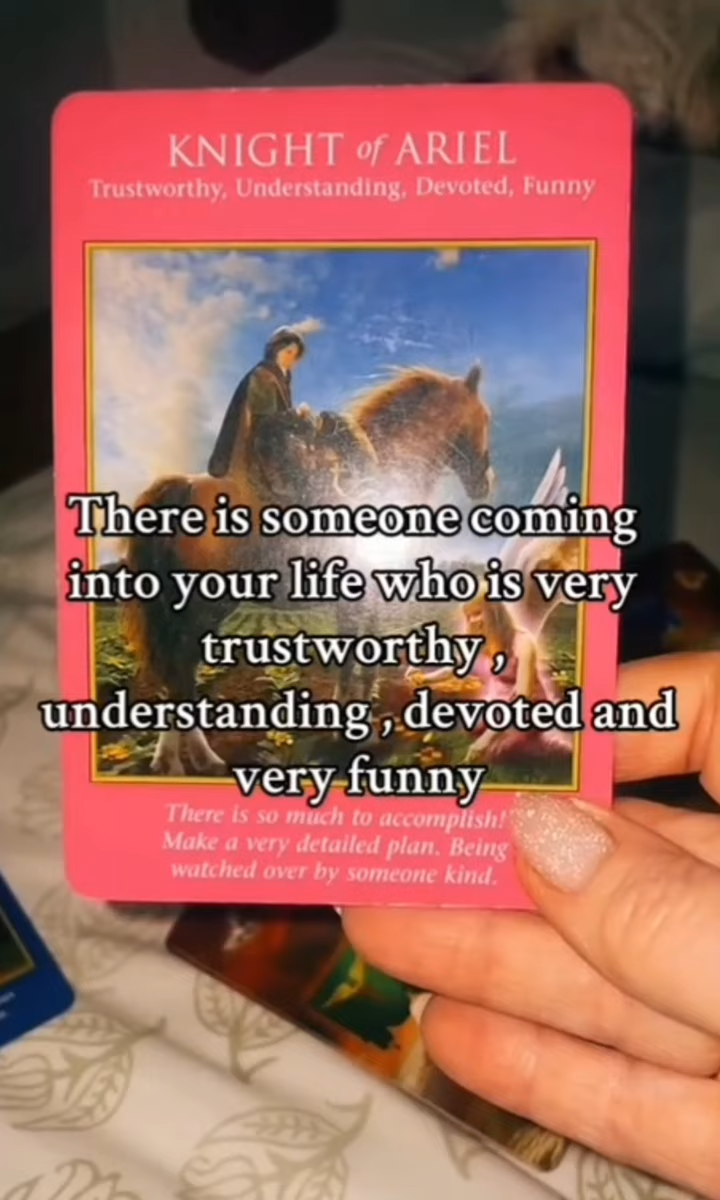 KNIGHT of ARIEL
Trustworthy, Understanding, Devoted, Funny
There is someone coming
into your life who is very
trustworthy ,
understanding , devoted and
very funny
There is so much to accomplish!
Make a very detailed plan. Being
watched over by someone kind.